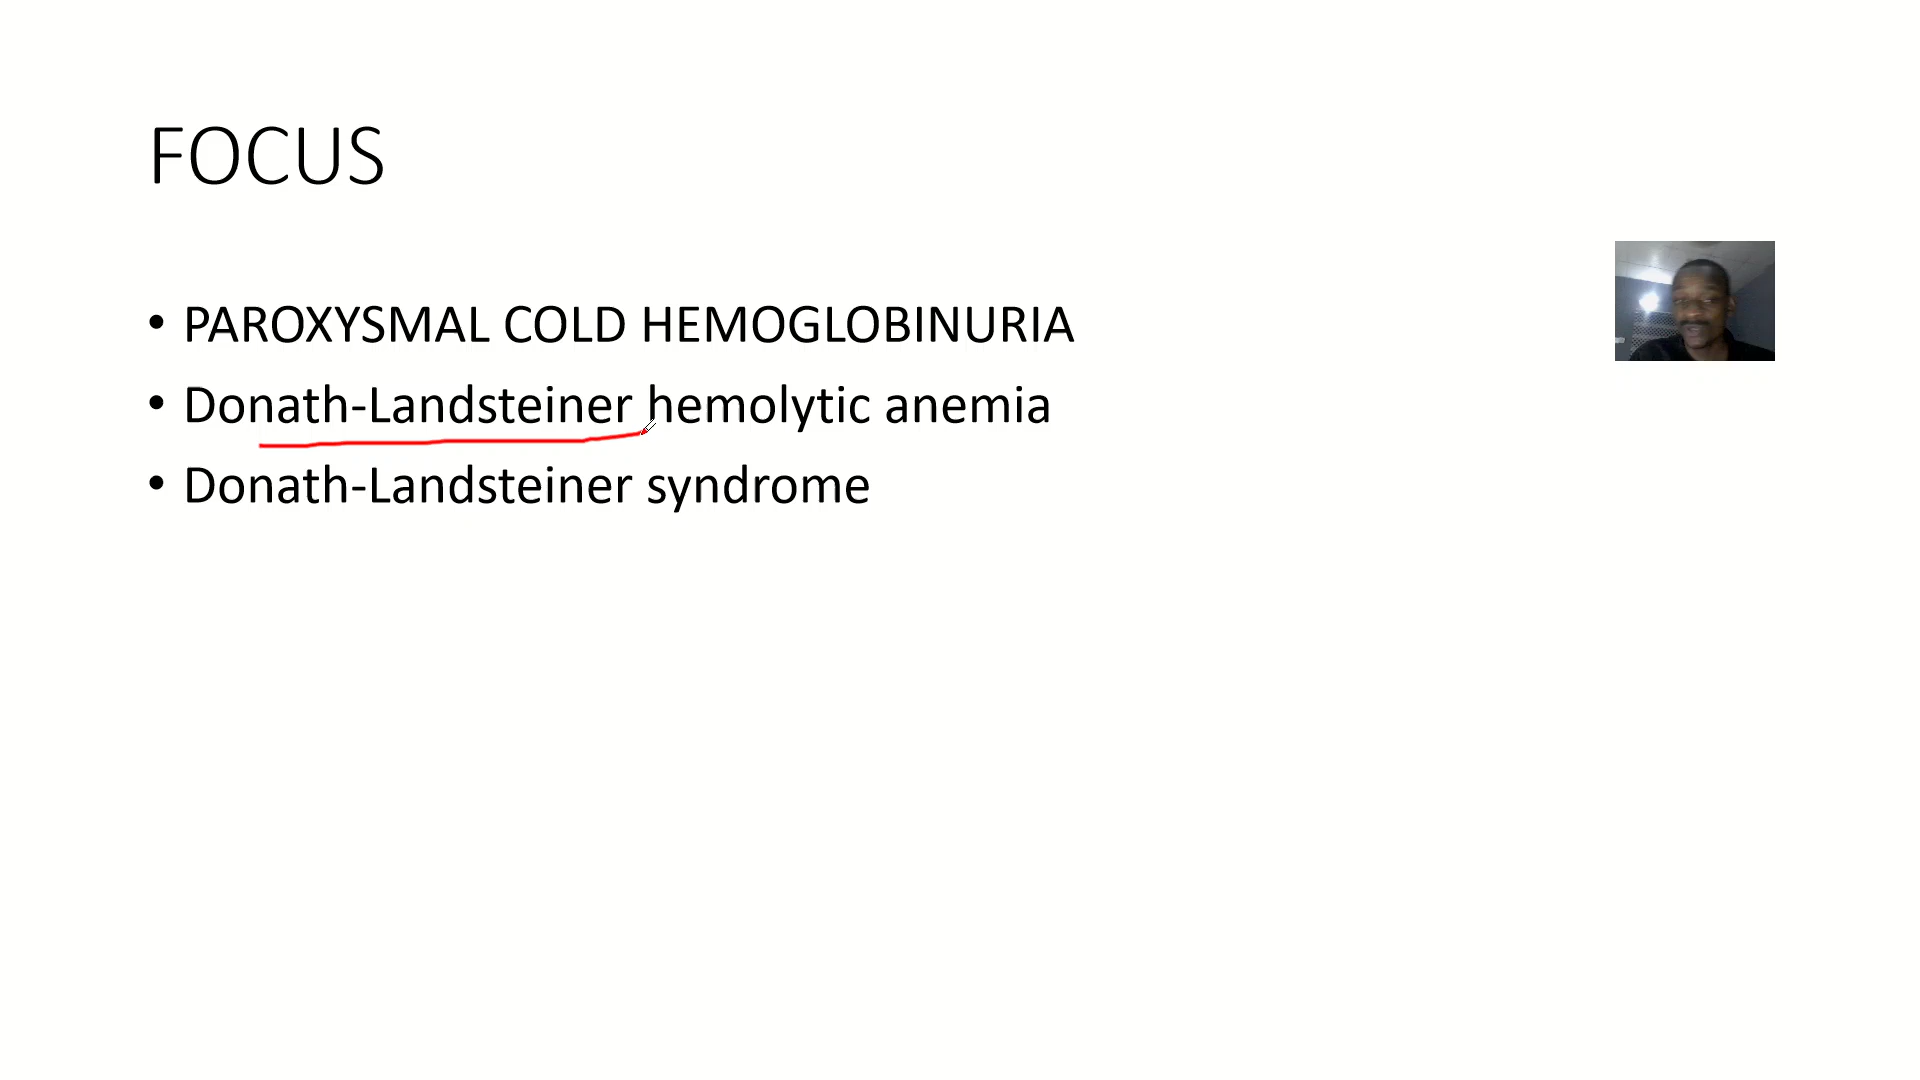 FOCUS
• PAROXYSMAL COLD HEMOGLOBINURIA
• Donath-Landsteiner hemolytic anemia
• Donath-Landsteiner syndrome